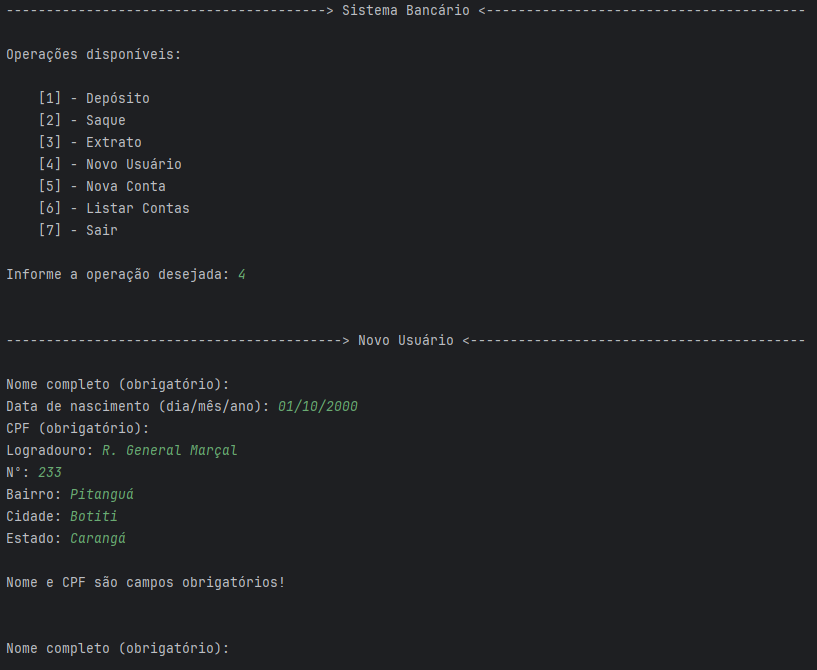 ----------------------------------------> Sistema Bancário <----------------------------------------
Operações disponíveis:
[1] - Depósito
[2] - Saque
[3] - Extrato
[4] - Novo Usuário
[5] - Nova Conta
[6] - Listar Contas
[7] - Sair
Informe a operação desejada: 4
------------------------------------------> Novo Usuário <------------------------------------------
Nome completo (obrigatório):
Data de nascimento (dia/mês/ano): 01/10/2000
CPF (obrigatório):
Logradouro: R. General Marçal
N°: 233
Bairro: Pitanguá
Cidade: Botiti
Estado: Carangá
Nome e CPF são campos obrigatórios!
Nome completo (obrigatório):